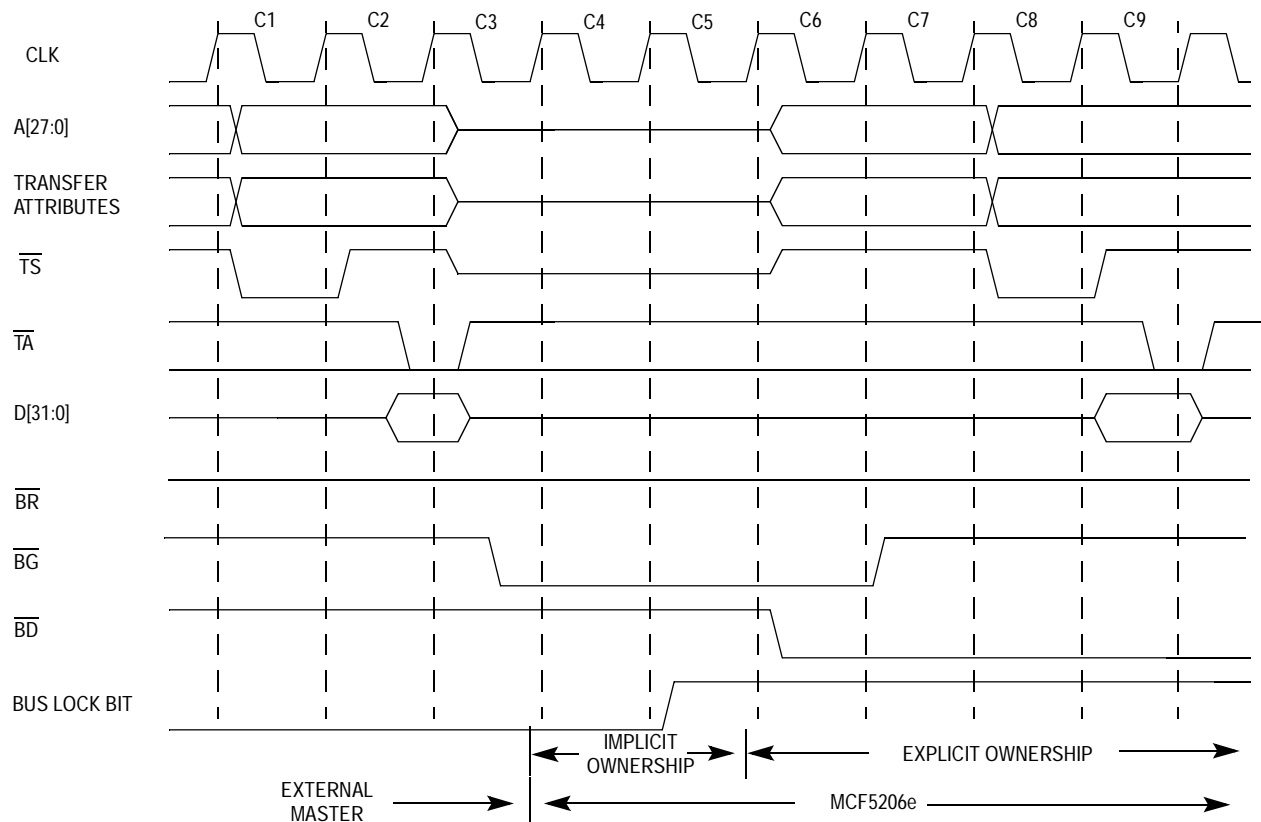 C1 C2 C3 C4 C5 C6 C7 C8 C9
CLK
A[27:0]
TRANSFER
ATTRIBUTES
TS
TA
D[31:0]
BR
BG
BD
BUS LOCK BIT
IMPLICIT
OWNERSHIP
EXPLICIT OWNERSHIP
EXTERNAL
MASTER
MCF5206e